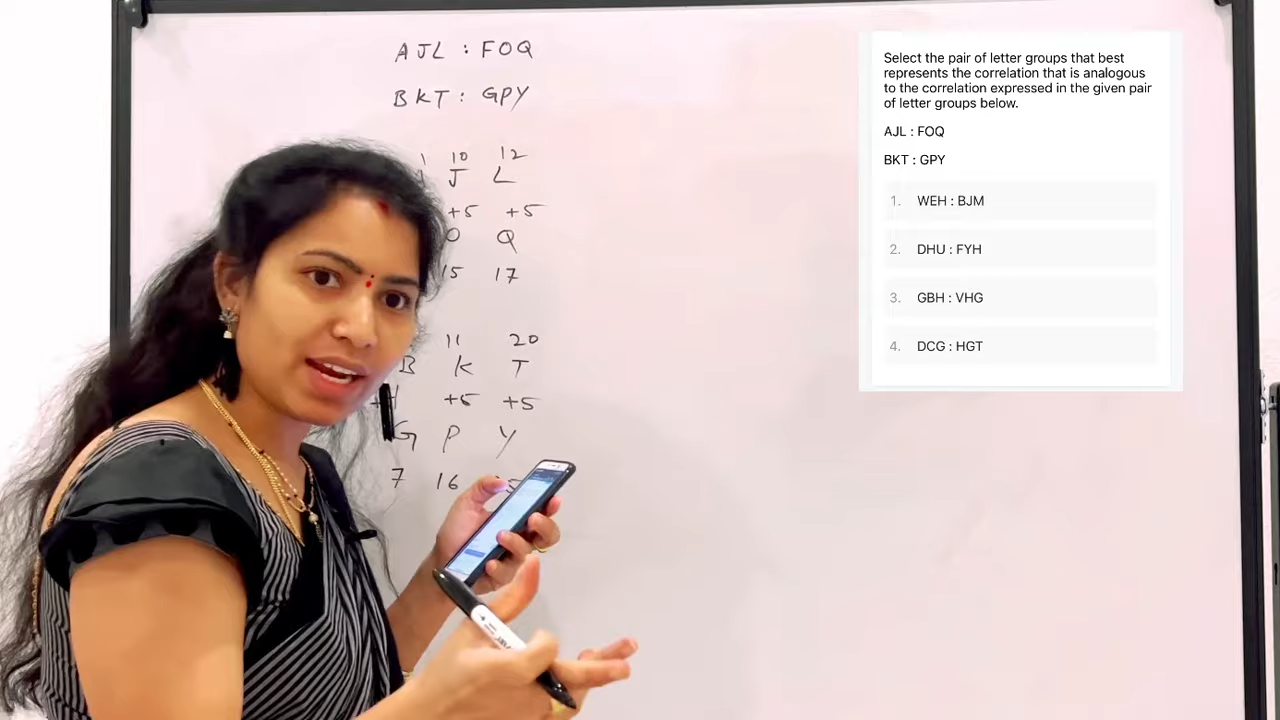 AJL : FOQ
BKT : GPY
1 10 12
J L
+5 +5
O Q
15 17
11 20
B K T
+5 +5
G P Y
7 16
Select the pair of letter groups that best
represents the correlation that is analogous
to the correlation expressed in the given pair
of letter groups below.
AJL : FOQ
BKT : GPY
1. WEH : BJM
2. DHU : FYH
3. GBH : VHG
4. DCG : HGT